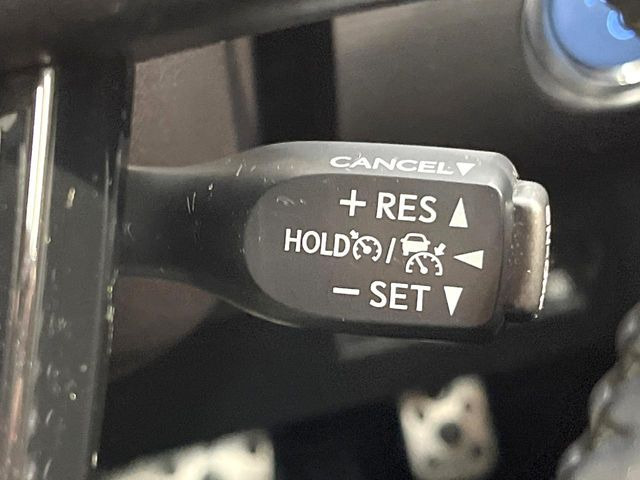 CANCEL▼
+ RES ▲
HOLD / ◀
− SET ▼